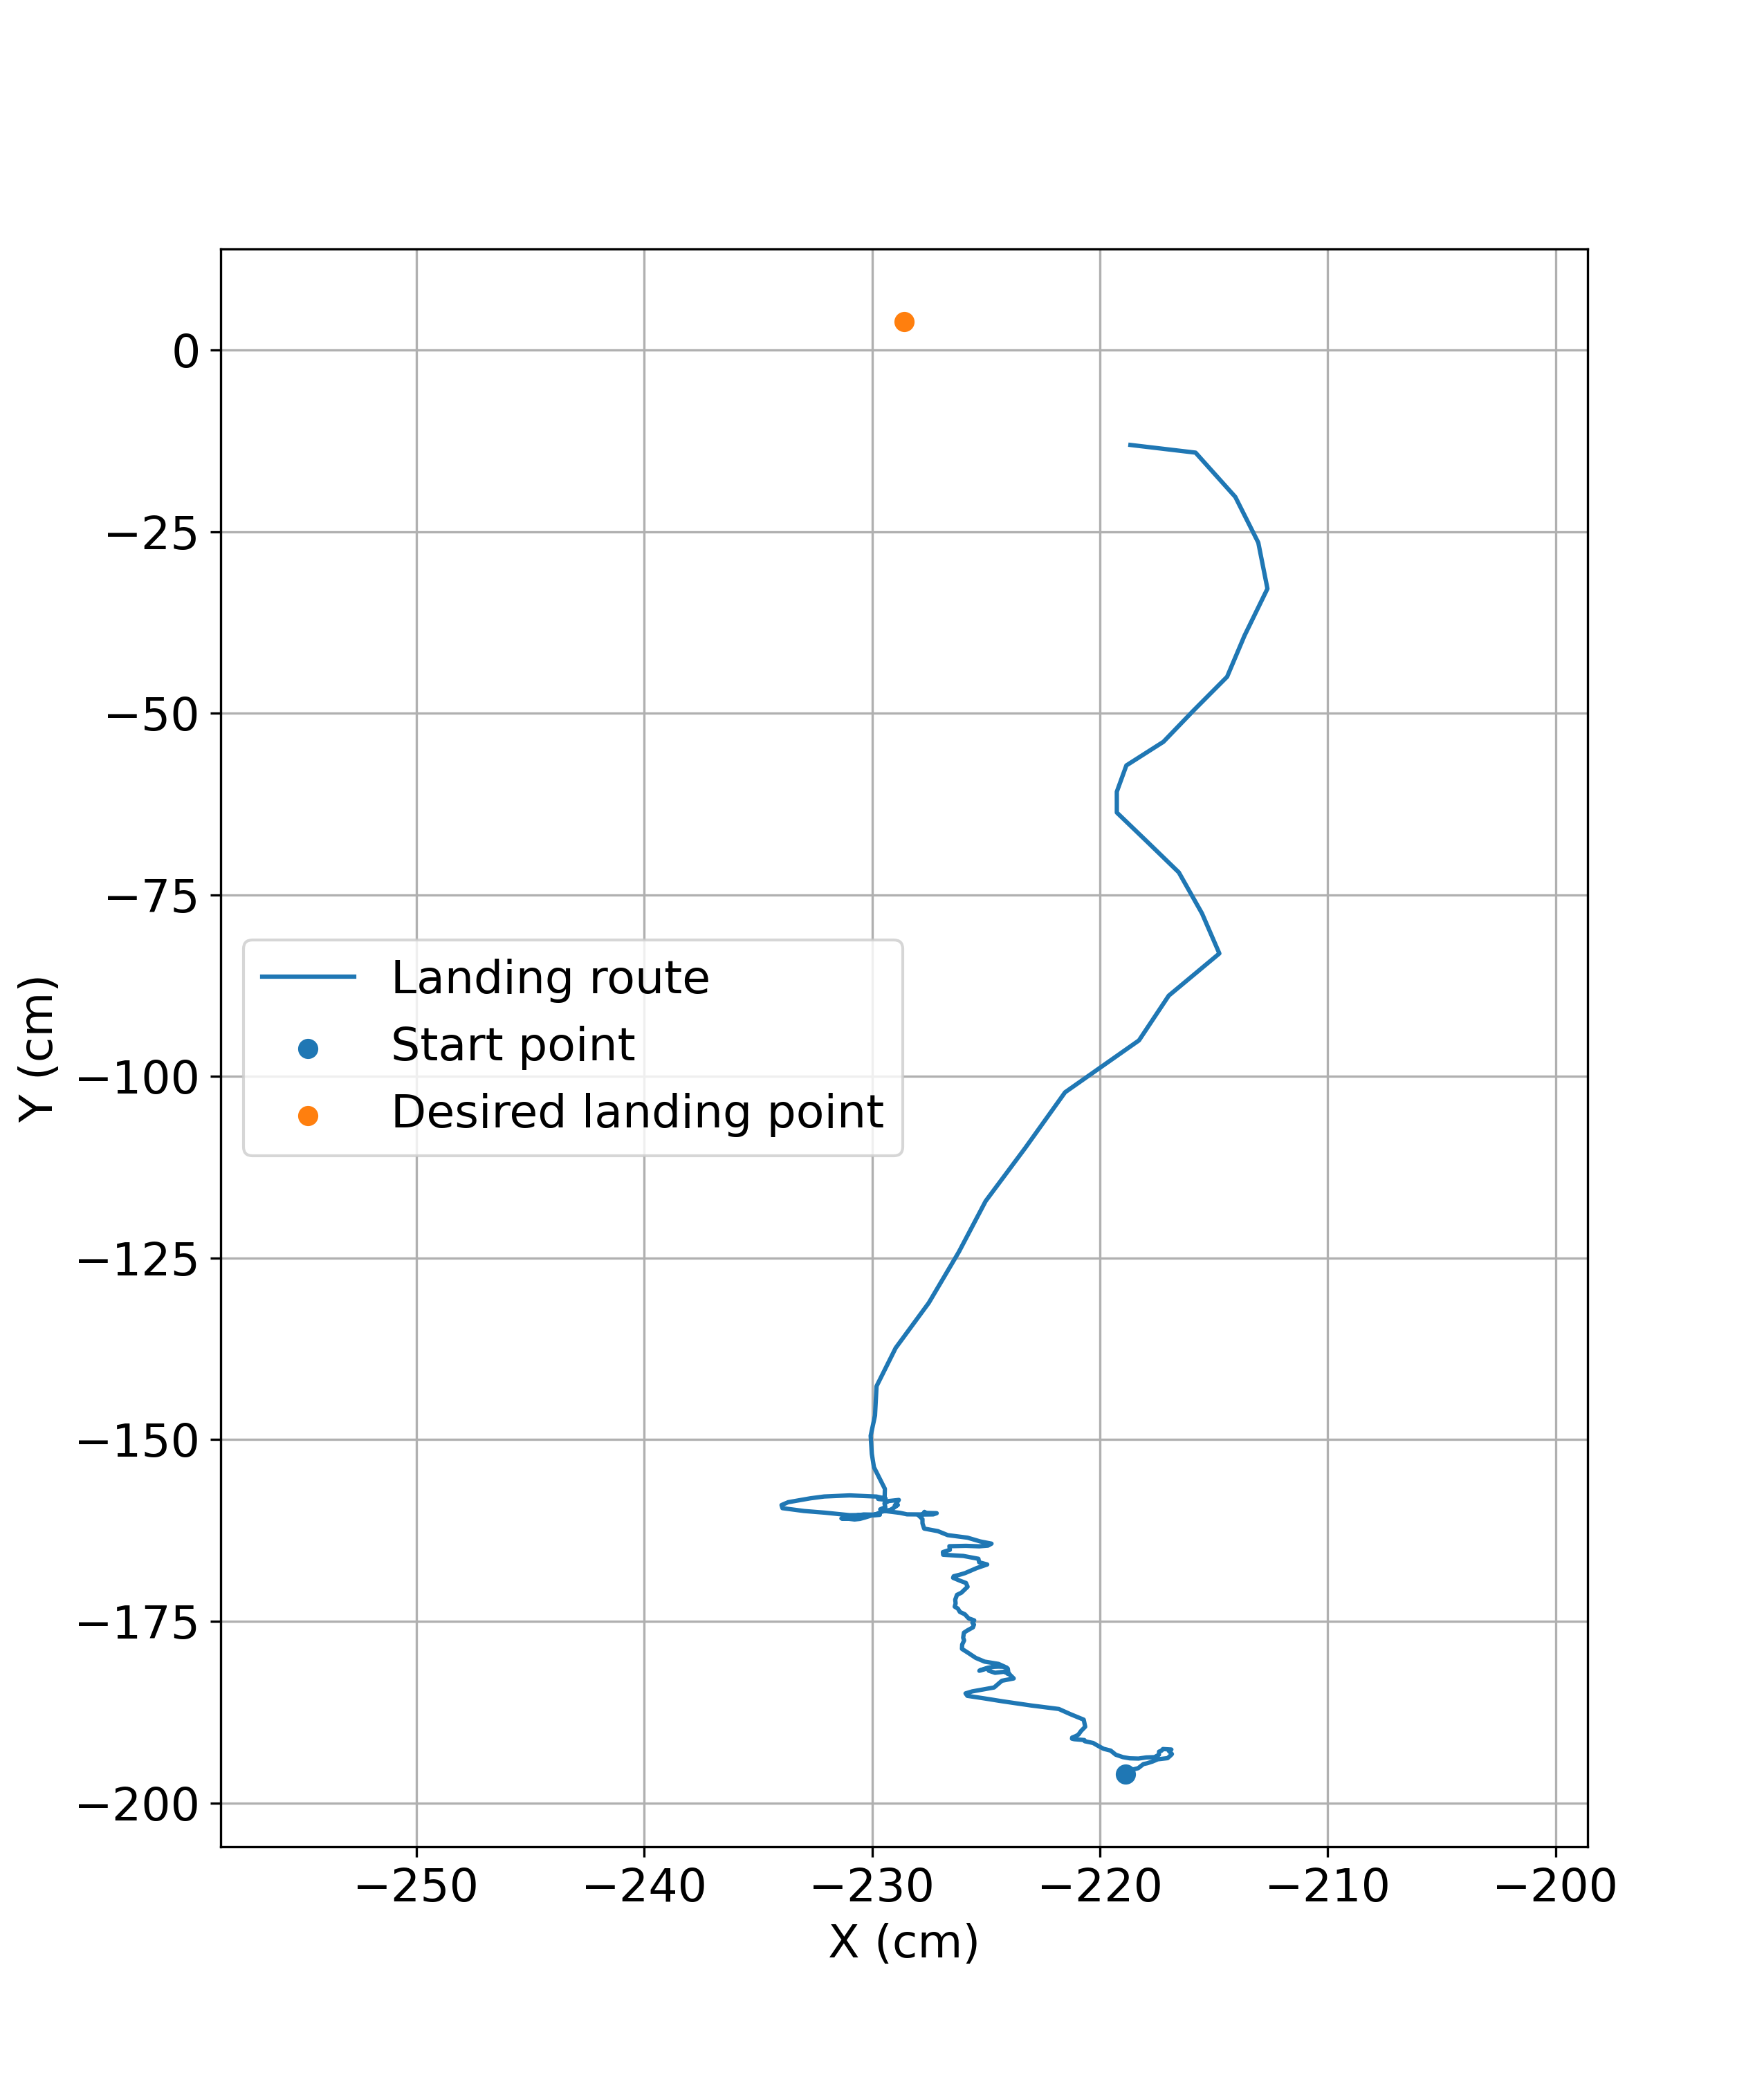 0
−25
−50
−75
−100
−125
−150
−175
−200
Y (cm)
Landing route
Start point
Desired landing point
−250 −240 −230 −220 −210 −200
X (cm)